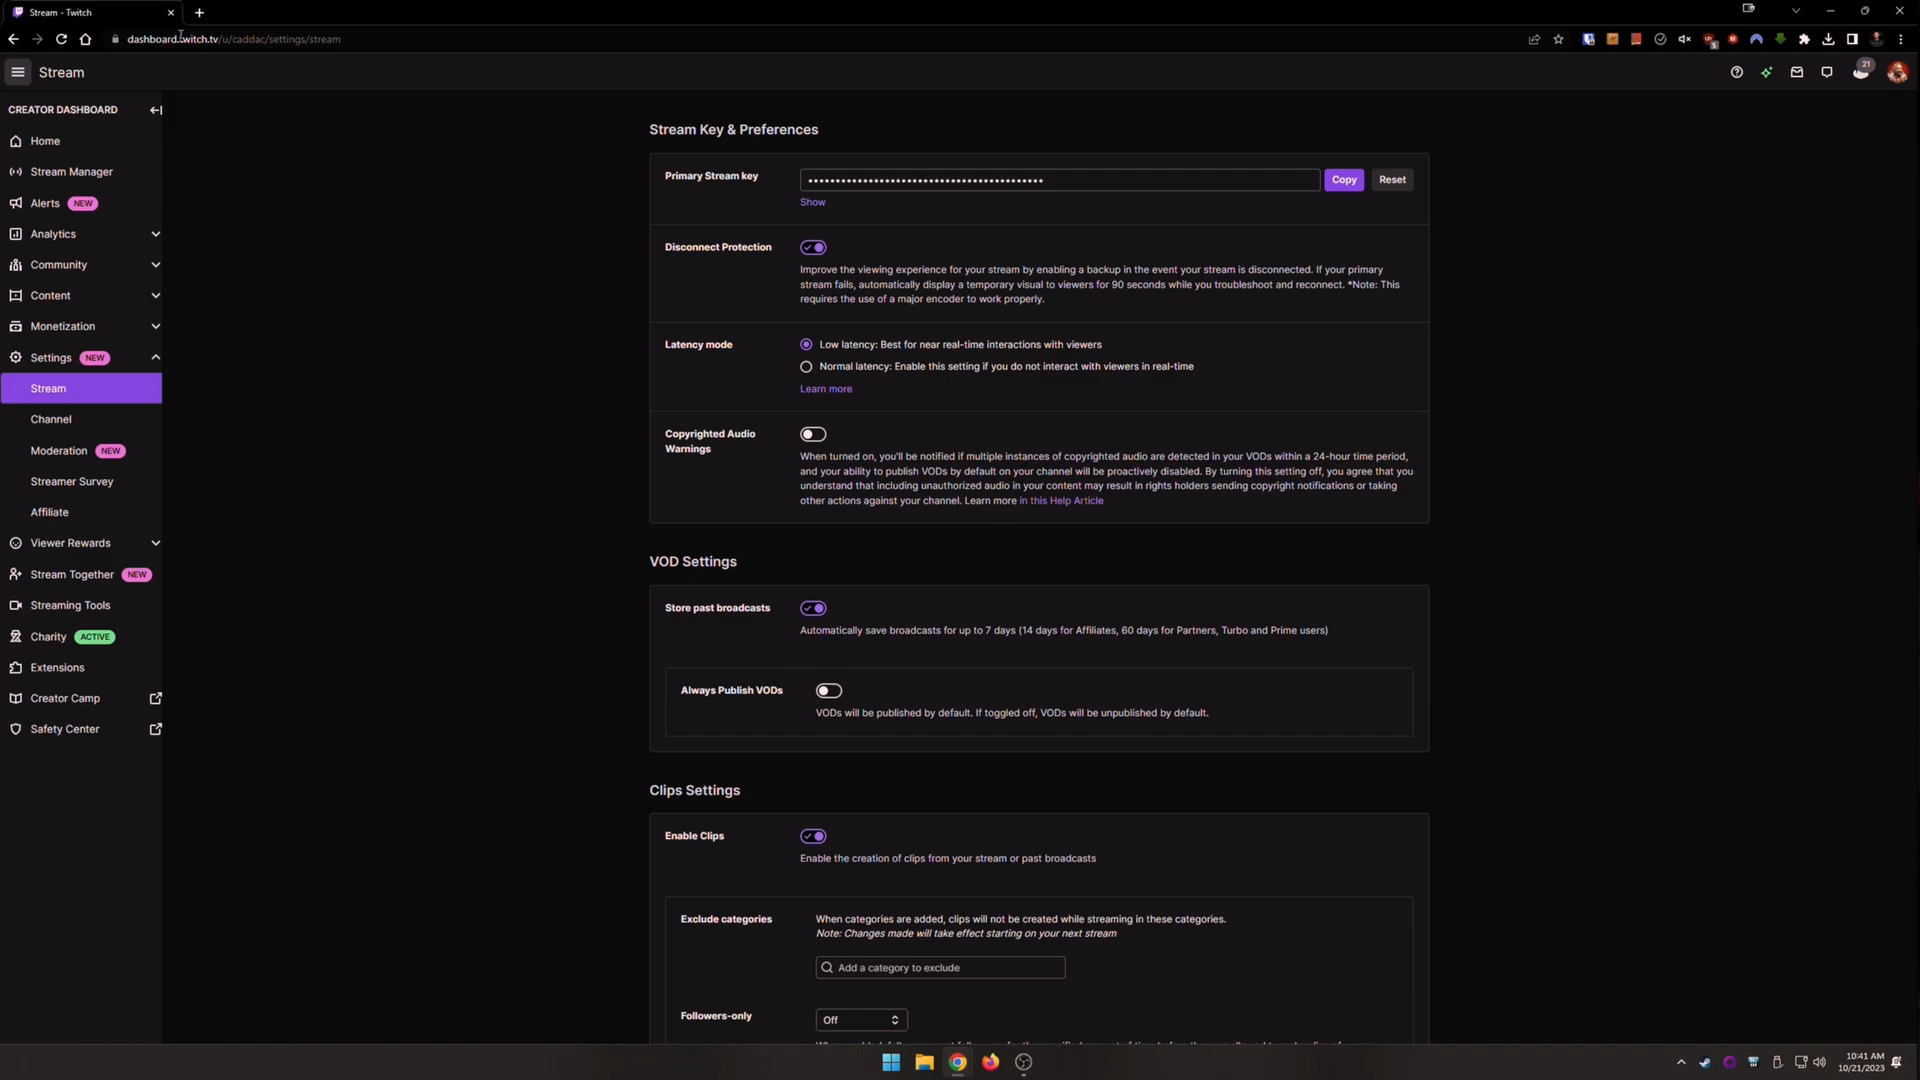 Stream - Twitch
dashboard.twitch.tv/u/caddac/settings/stream
5
Stream
21
CREATOR DASHBOARD
Home
Stream Manager
Alerts NEW
Analytics
Community
Content
Monetization
Settings NEW
Stream
Channel
Moderation NEW
Streamer Survey
Affiliate
Viewer Rewards
Stream Together NEW
Streaming Tools
Charity ACTIVE
Extensions
Creator Camp
Safety Center
Stream Key & Preferences
Primary Stream key
••••••••••••••••••••••••••••••••••••••••••••
Copy
Reset
Show
Disconnect Protection
Improve the viewing experience for your stream by enabling a backup in the event your stream is disconnected. If your primary
stream fails, automatically display a temporary visual to viewers for 90 seconds while you troubleshoot and reconnect. *Note: This
requires the use of a major encoder to work properly.
Latency mode
Low latency: Best for near real-time interactions with viewers
Normal latency: Enable this setting if you do not interact with viewers in real-time
Learn more
Copyrighted Audio
Warnings
When turned on, you'll be notified if multiple instances of copyrighted audio are detected in your VODs within a 24-hour time period,
and your ability to publish VODs by default on your channel will be proactively disabled. By turning this setting off, you agree that you
understand that including unauthorized audio in your content may result in rights holders sending copyright notifications or taking
other actions against your channel. Learn more in this Help Article
VOD Settings
Store past broadcasts
Automatically save broadcasts for up to 7 days (14 days for Affiliates, 60 days for Partners, Turbo and Prime users)
Always Publish VODs
VODs will be published by default. If toggled off, VODs will be unpublished by default.
Clips Settings
Enable Clips
Enable the creation of clips from your stream or past broadcasts
Exclude categories
When categories are added, clips will not be created while streaming in these categories.
Note: Changes made will take effect starting on your next stream
Add a category to exclude
Followers-only
Off
10:41 AM
10/21/2023